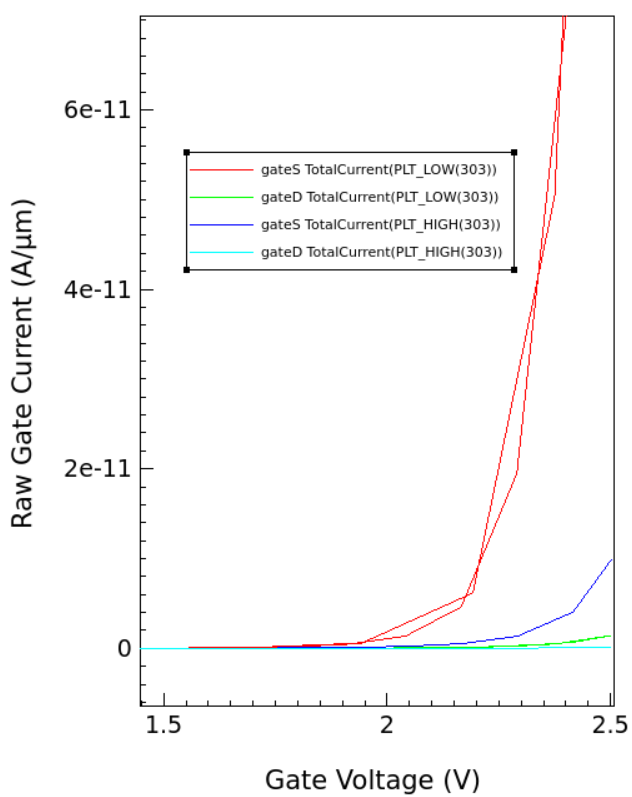 6e-11
gateS TotalCurrent(PLT_LOW(303))
gateD TotalCurrent(PLT_LOW(303))
gateS TotalCurrent(PLT_HIGH(303))
gateD TotalCurrent(PLT_HIGH(303))
4e-11
2e-11
0
Raw Gate Current (A/μm)
1.5 2 2.5
Gate Voltage (V)